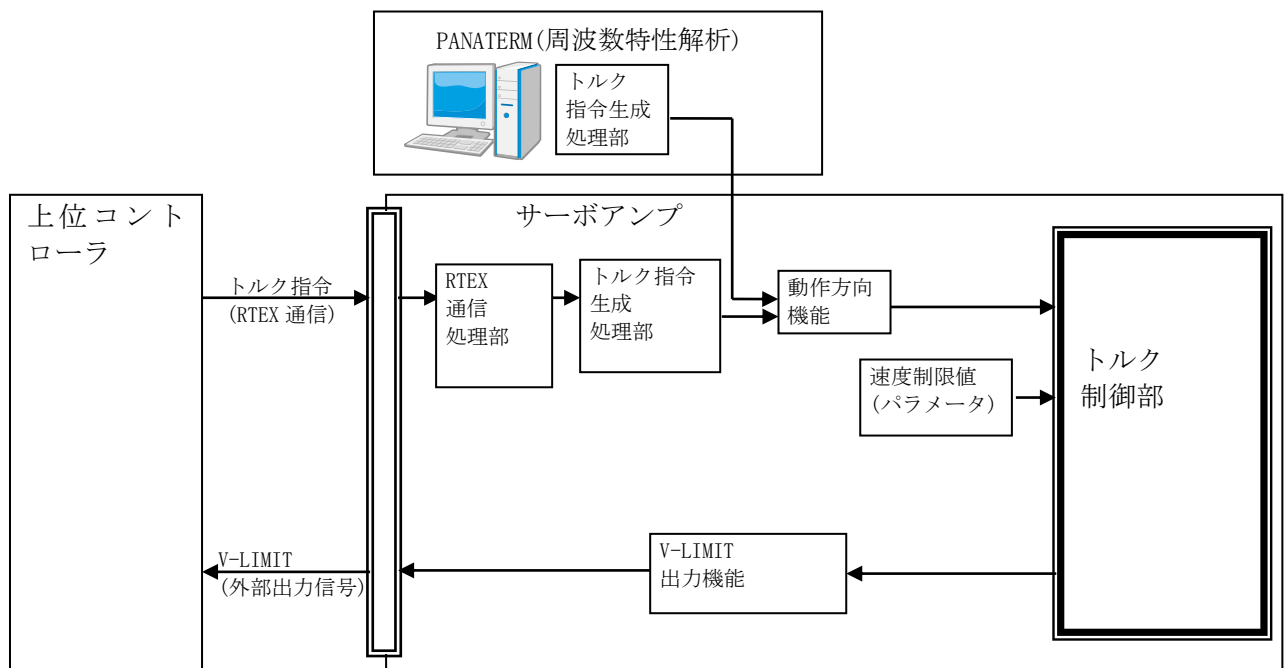 PANATERM(周波数特性解析)
トルク
指令生成
処理部
上位コント
ローラ
サーボアンプ
トルク指令
(RTEX 通信)
RTEX
通信
処理部
トルク指令
生成
処理部
動作方向
機能
速度制限値
(パラメータ)
トルク
制御部
V-LIMIT
(外部出力信号)
V-LIMIT
出力機能